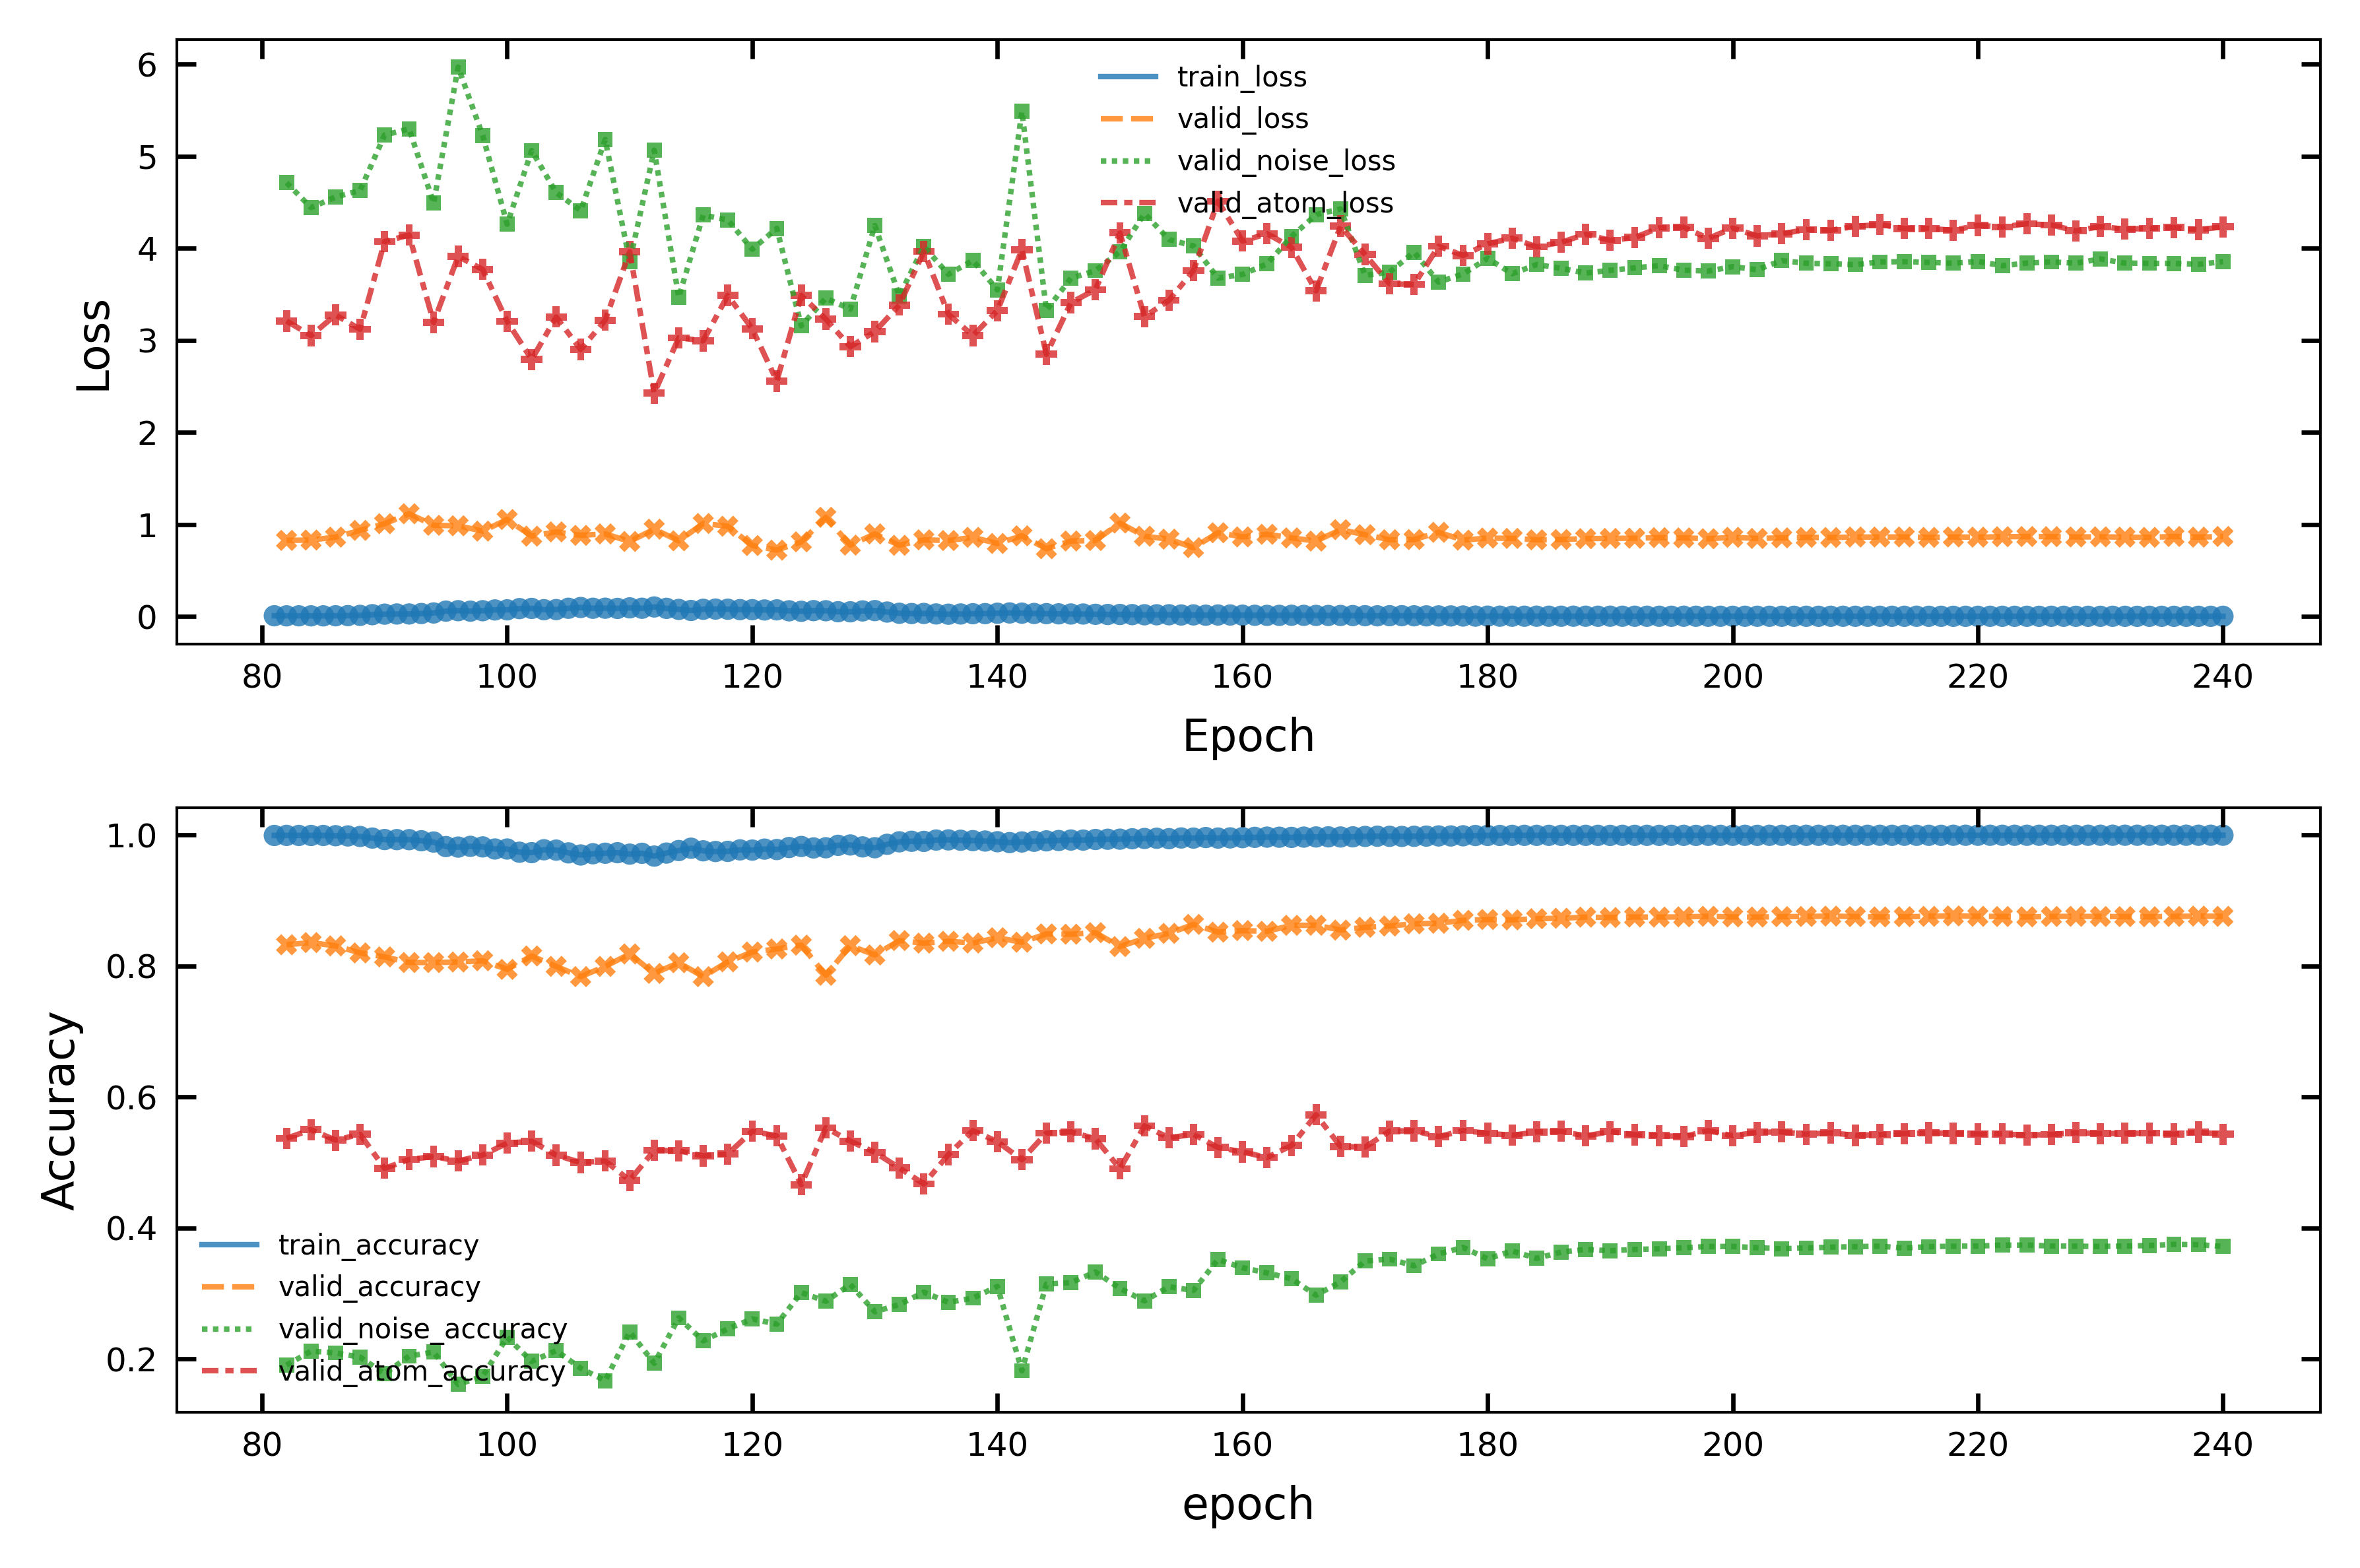 6
5
4
3
2
1
0
Loss
train_loss
valid_loss
valid_noise_loss
valid_atom_loss
80 100 120 140 160 180 200 220 240
Epoch
1.0
0.8
0.6
0.4
0.2
Accuracy
train_accuracy
valid_accuracy
valid_noise_accuracy
valid_atom_accuracy
80 100 120 140 160 180 200 220 240
epoch